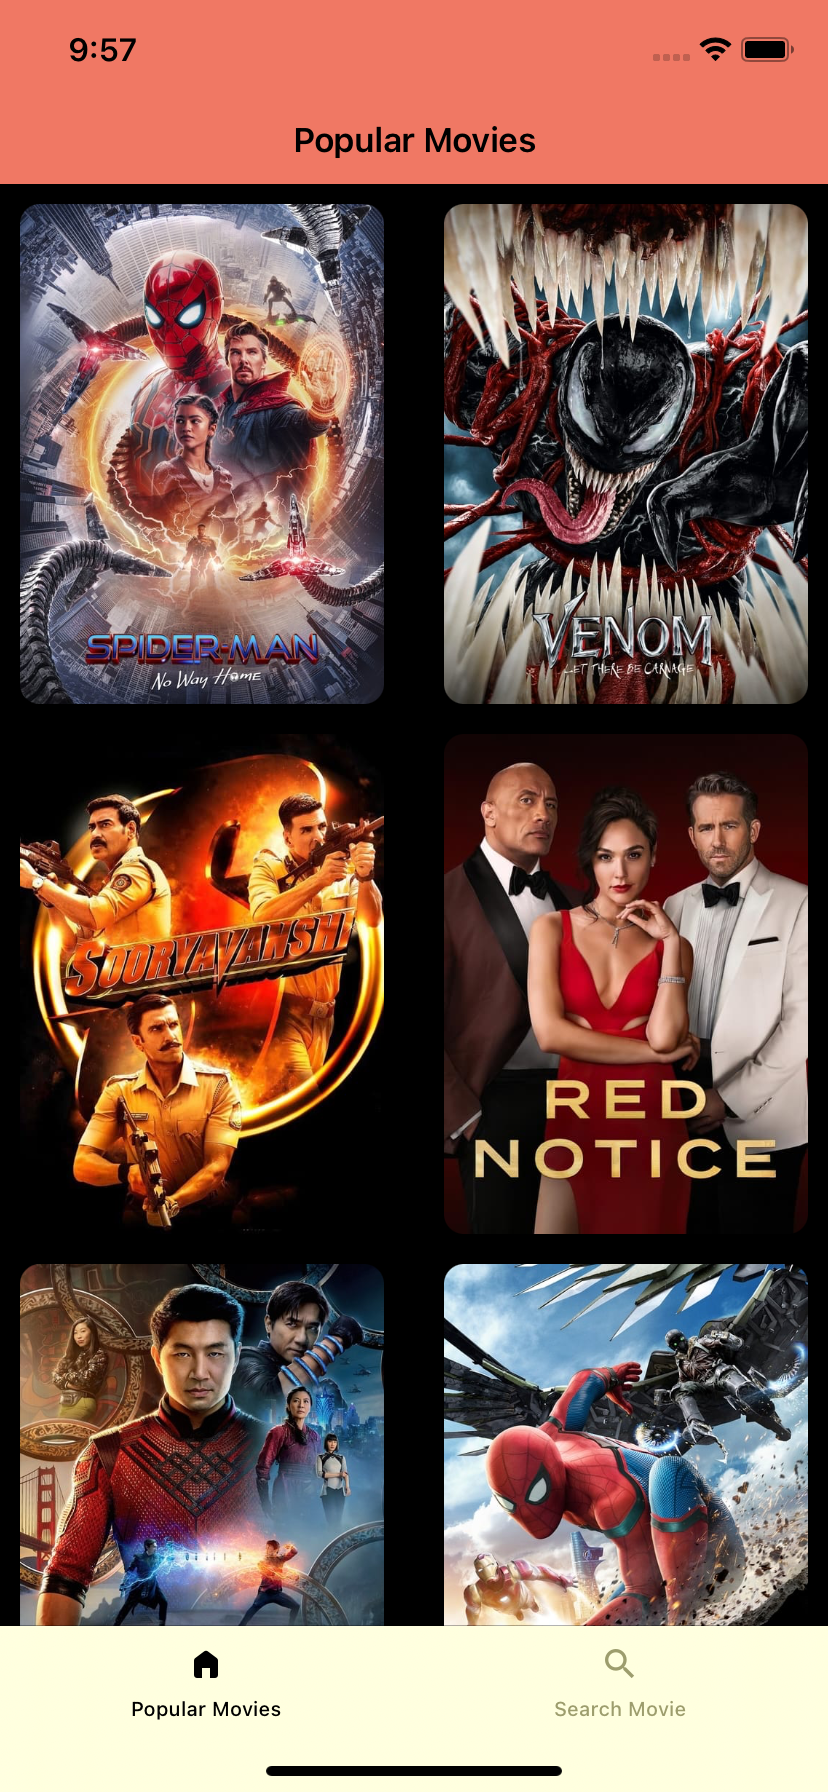 9:57
Popular Movies
SPIDER-MAN
No Way Home
VENOM
LET THERE BE CARNAGE
SOORYAVANSHI
RED
NOTICE
Popular Movies
Search Movie